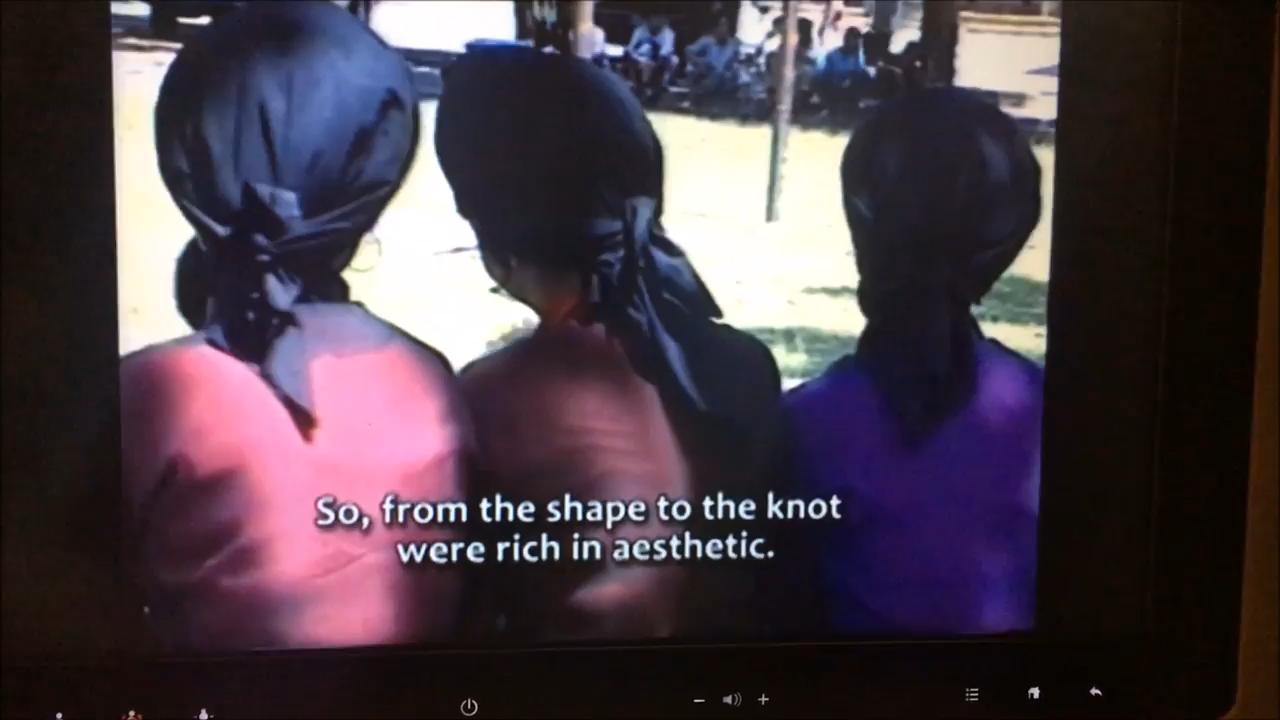 So, from the shape to the knot
were rich in aesthetic.